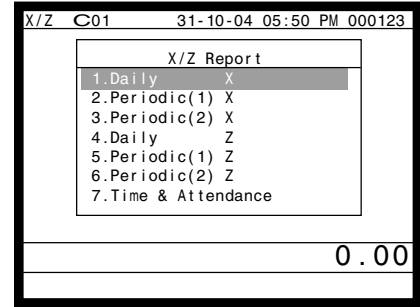 X/Z C01 31-10-04 05:50 PM 000123
X/Z Report
1.Daily X
2.Periodic(1) X
3.Periodic(2) X
4.Daily Z
5.Periodic(1) Z
6.Periodic(2) Z
7.Time & Attendance
0.00